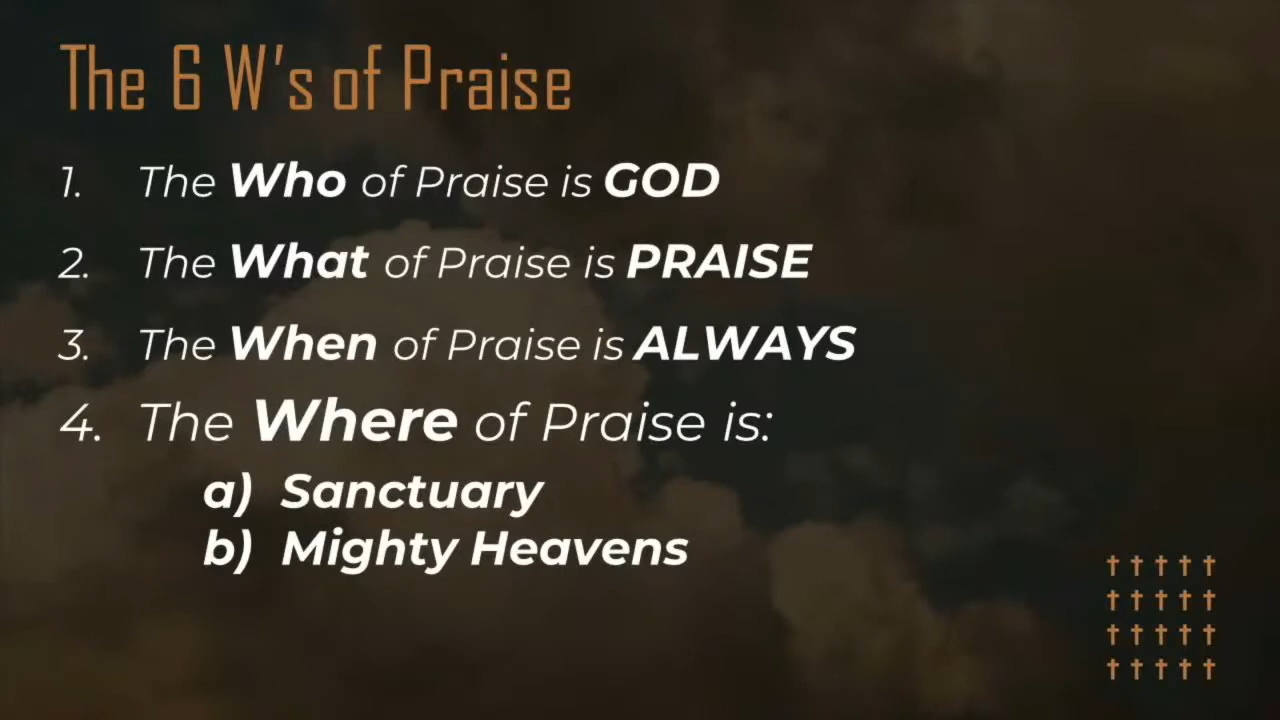 The 6 W's of Praise
1. The Who of Praise is GOD
2. The What of Praise is PRAISE
3. The When of Praise is ALWAYS
4. The Where of Praise is:
a) Sanctuary
b) Mighty Heavens